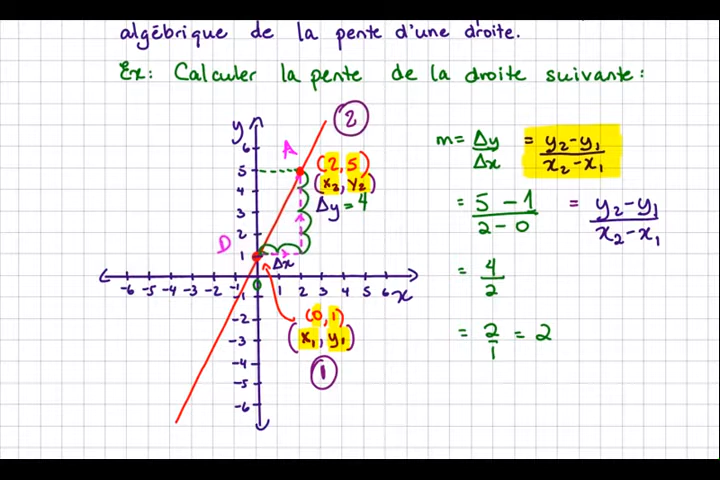 algébrique de la pente d'une droite.
Ex: Calculer la pente de la droite suivante:
y
2
A
m = Δy/Δx = y₂-y₁/x₂-x₁
6
5
4
3
2
1
(2,5)
(x₂, y₂)
Δy = 4
= 5-1/2-0 = y₂-y₁/x₂-x₁
D
Δx
-6 -5 -4 -3 -2 -1 0 1 2 3 4 5 6 x
= 4/2
-1
-2
-3
-4
-5
-6
(0,1)
(x₁, y₁)
1
= 2/1 = 2